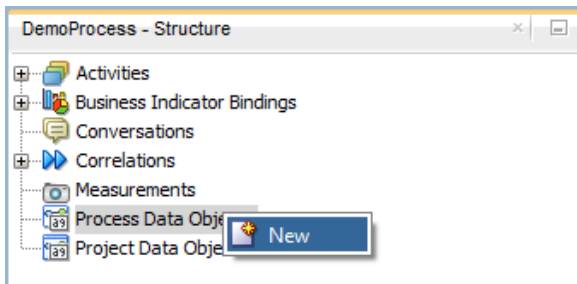 DemoProcess - Structure
Activities
Business Indicator Bindings
Conversations
Correlations
Measurements
Process Data Obje
New
Project Data Obje